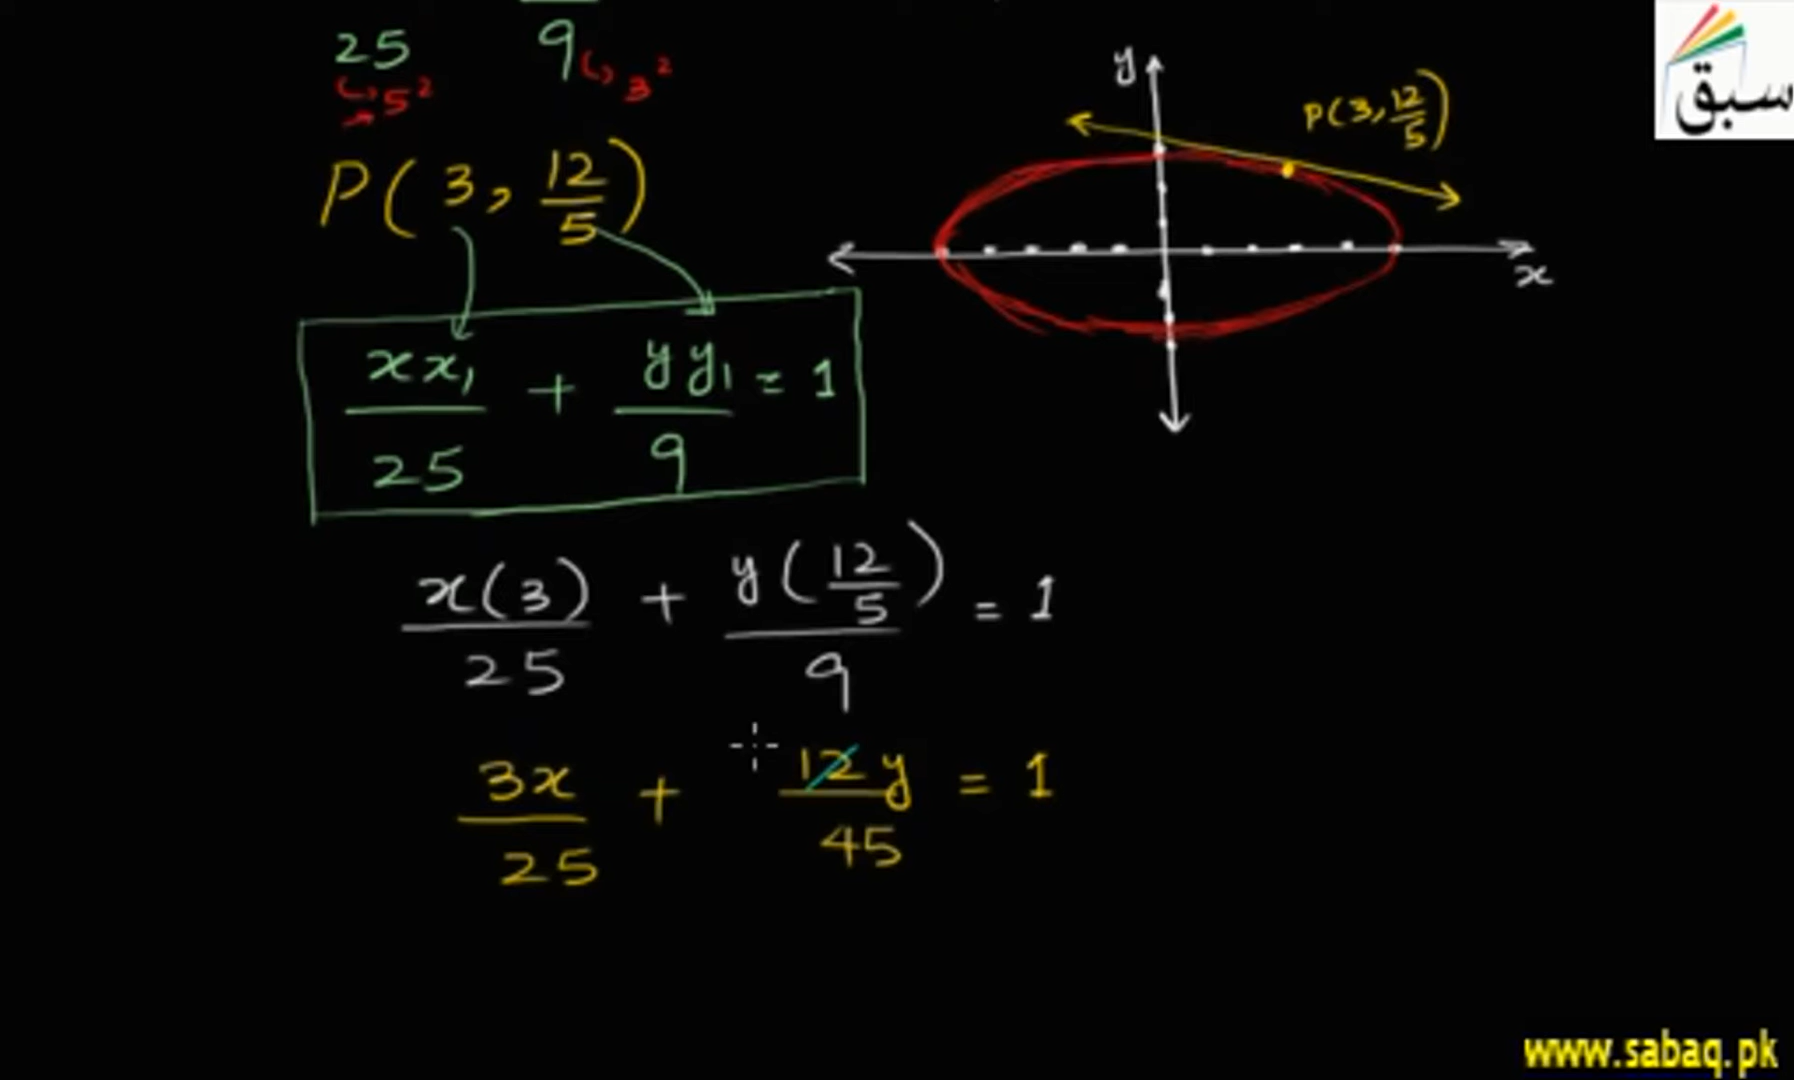 25 9
↳ 5² ↳ 3²
P(3, 12/5)
xx₁/25 + yy₁/9 = 1
x(3)/25 + y(12/5)/9 = 1
3x/25 + 12y/45 = 1
y
P(3, 12/5)
x
سبق
www.sabaq.pk